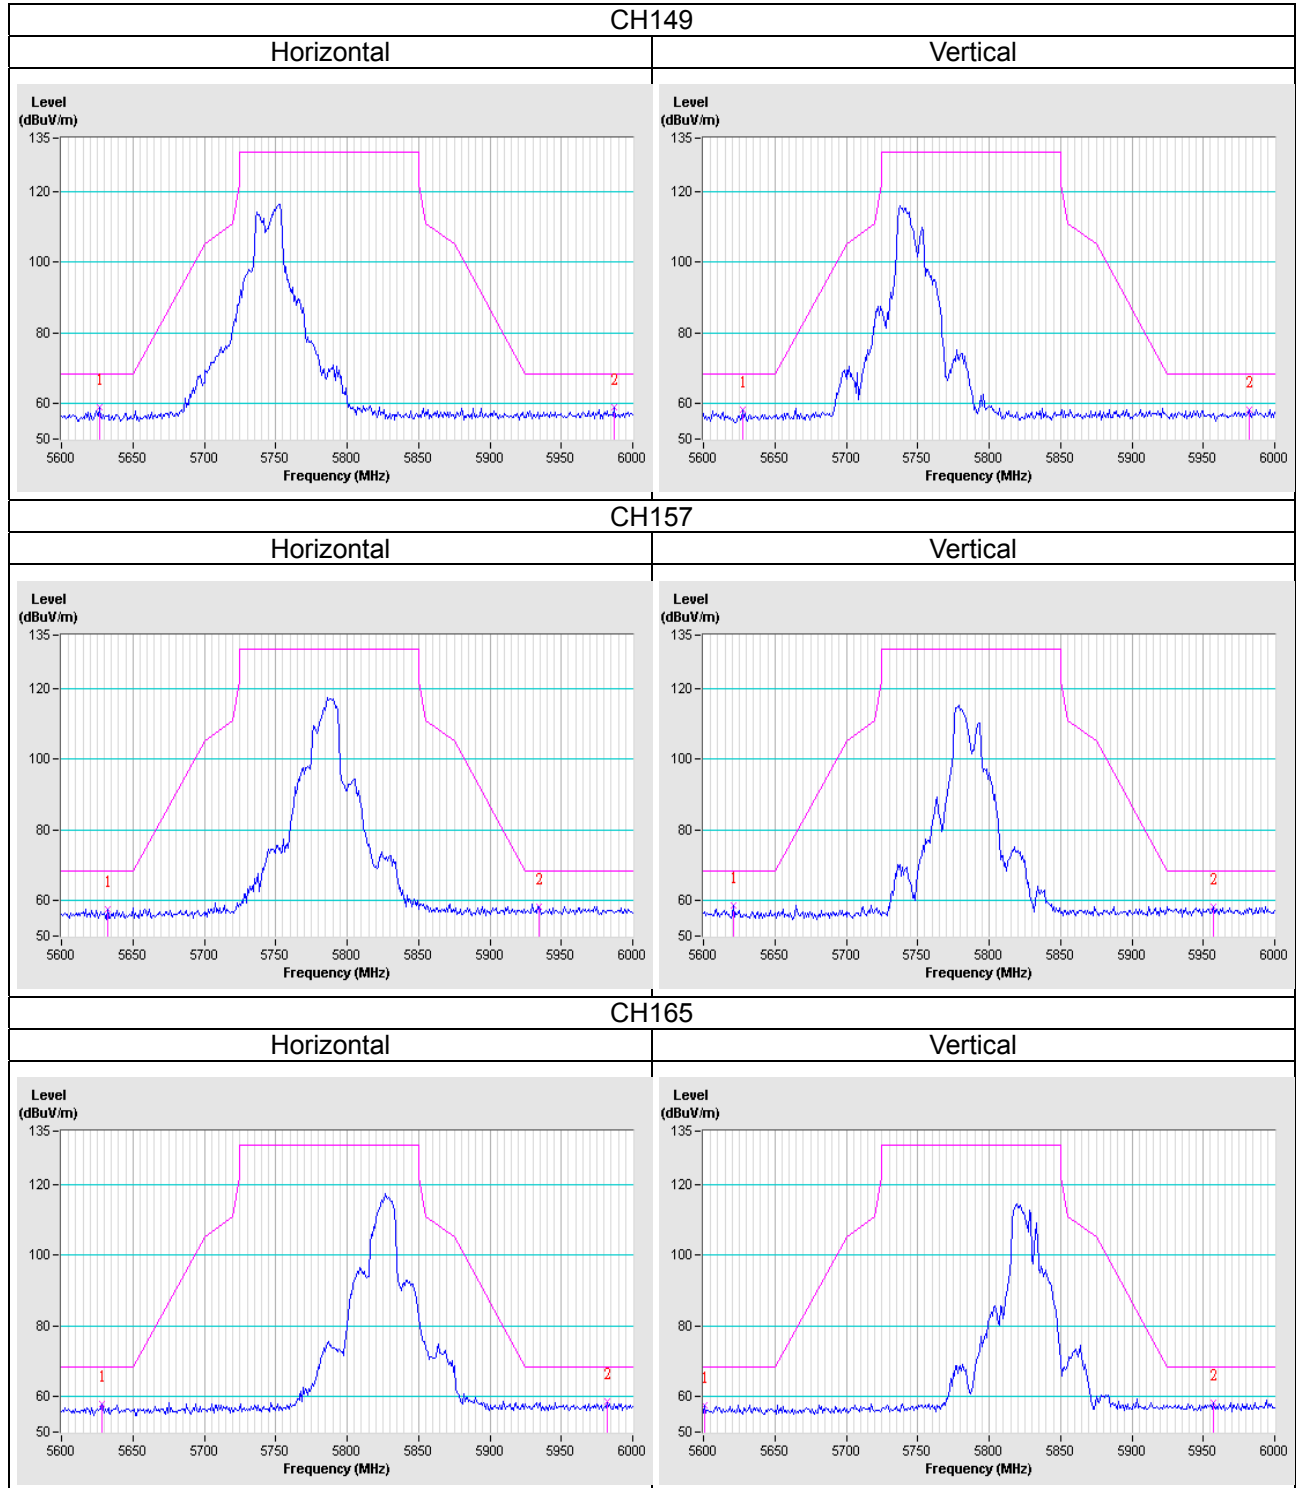 CH149
Horizontal Vertical
Level Level
(dBuV/m) (dBuV/m)
135 135
120 120
100 100
80 80
1 2 1 2
60 60
50 50
5600 5650 5700 5750 5800 5850 5900 5950 6000 5600 5650 5700 5750 5800 5850 5900 5950 6000
Frequency (MHz) Frequency (MHz)
CH157
Horizontal Vertical
Level Level
(dBuV/m) (dBuV/m)
135 135
120 120
100 100
80 80
1 2 1 2
60 60
50 50
5600 5650 5700 5750 5800 5850 5900 5950 6000 5600 5650 5700 5750 5800 5850 5900 5950 6000
Frequency (MHz) Frequency (MHz)
CH165
Horizontal Vertical
Level Level
(dBuV/m) (dBuV/m)
135 135
120 120
100 100
80 80
1 2 1 2
60 60
50 50
5600 5650 5700 5750 5800 5850 5900 5950 6000 5600 5650 5700 5750 5800 5850 5900 5950 6000
Frequency (MHz) Frequency (MHz)